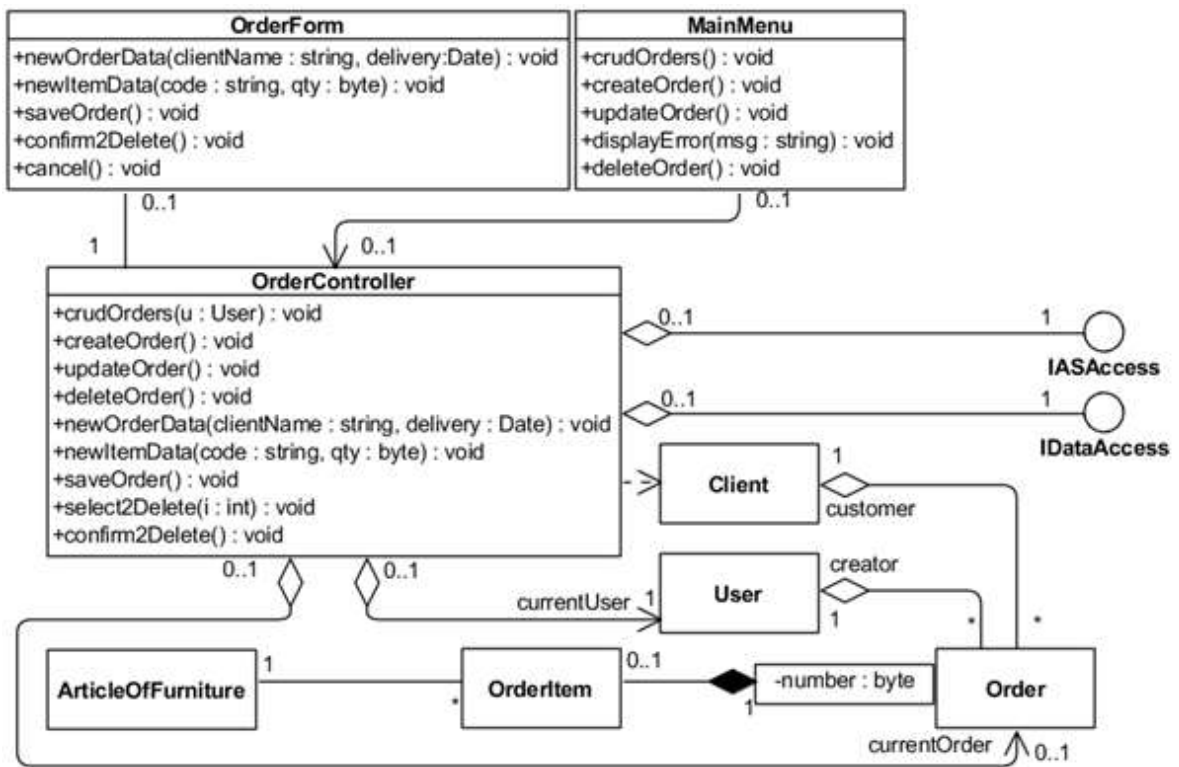 OrderForm
+newOrderData(clientName : string, delivery:Date) : void
+newItemData(code : string, qty : byte) : void
+saveOrder() : void
+confirm2Delete() : void
+cancel() : void
MainMenu
+crudOrders() : void
+createOrder() : void
+updateOrder() : void
+displayError(msg : string) : void
+deleteOrder() : void
0..1
0..1
1
0..1
OrderController
+crudOrders(u : User) : void
+createOrder() : void
+updateOrder() : void
+deleteOrder() : void
+newOrderData(clientName : string, delivery : Date) : void
+newItemData(code : string, qty : byte) : void
+saveOrder() : void
+select2Delete(i : int) : void
+confirm2Delete() : void
0..1
1
IASAccess
0..1
1
IDataAccess
Client
1
customer
0..1
0..1
currentUser
1
User
creator
1
*
*
ArticleOfFurniture
1
*
OrderItem
0..1
1
-number : byte
Order
currentOrder
0..1